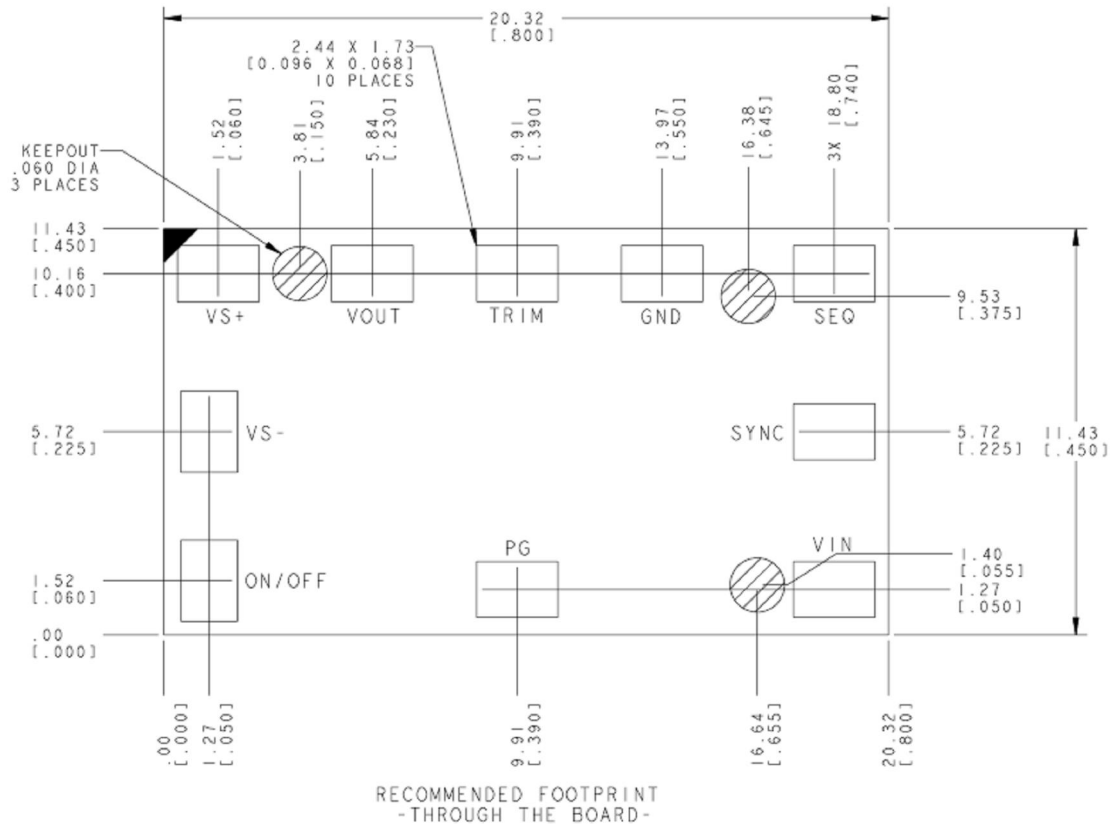 20.32
[.800]
2.44 X 1.73
[0.096 X 0.068]
10 PLACES
1.52
[.060]
3.81
[.150]
5.84
[.230]
9.91
[.390]
13.97
[.550]
16.38
[.645]
3X 18.80
[.740]
KEEPOUT
.060 DIA
3 PLACES
11.43
[.450]
10.16
[.400]
VS+
VOUT
TRIM
GND
SEQ
9.53
[.375]
5.72
[.225]
VS-
SYNC
5.72
[.225]
11.43
[.450]
1.52
[.060]
ON/OFF
PG
VIN
1.40
[.055]
1.27
[.050]
.00
[.000]
.00
[.000]
1.27
[.050]
9.91
[.390]
16.64
[.655]
20.32
[.800]
RECOMMENDED FOOTPRINT
-THROUGH THE BOARD-